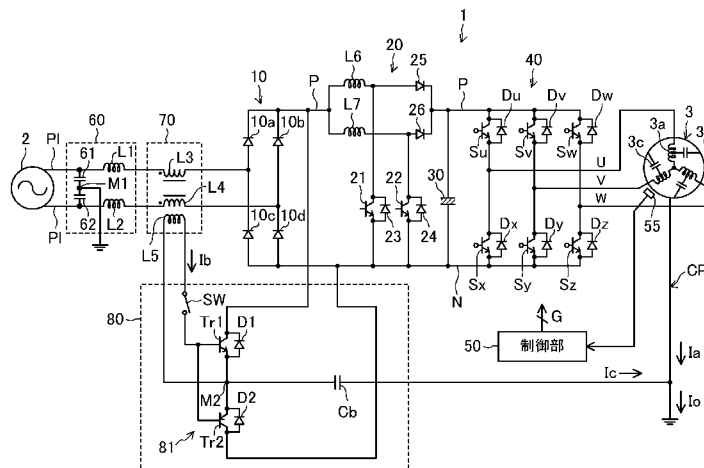 1
2
Pl
Pl
60
61
62
M1
L1
L2
70
L3
L4
L5
Ib
10
10a
10b
10c
10d
P
20
L6
L7
25
26
21
22
23
24
30
P
N
40
Du
Dv
Dw
Su
Sv
Sw
U
V
W
Dx
Dy
Dz
Sx
Sy
Sz
3
3a
3c
55
G
50
制御部
CP
Ia
Ic
Io
80
SW
Tr1
D1
M2
D2
Tr2
81
Cb